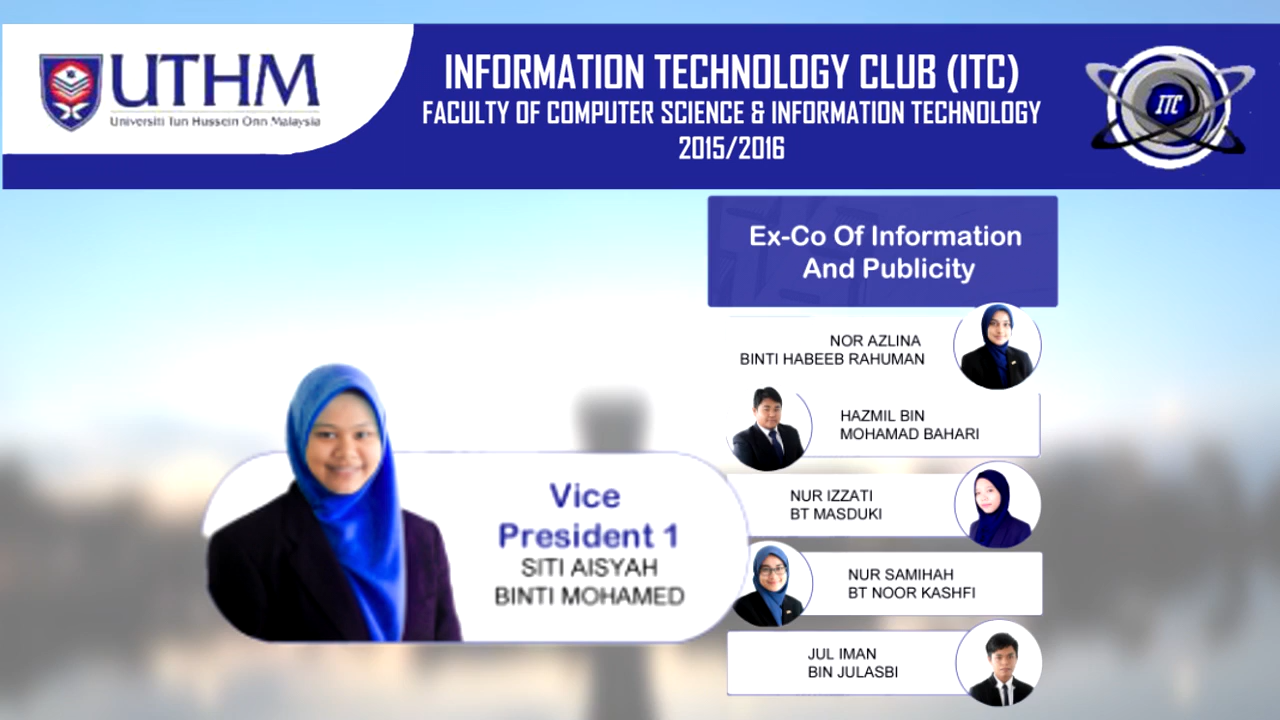 UTHM
Universiti Tun Hussein Onn Malaysia
INFORMATION TECHNOLOGY CLUB (ITC)
FACULTY OF COMPUTER SCIENCE & INFORMATION TECHNOLOGY
2015/2016
ITC
Ex-Co Of Information
And Publicity
NOR AZLINA
BINTI HABEEB RAHUMAN
HAZMIL BIN
MOHAMAD BAHARI
NUR IZZATI
BT MASDUKI
NUR SAMIHAH
BT NOOR KASHFI
JUL IMAN
BIN JULASBI
Vice
President 1
SITI AISYAH
BINTI MOHAMED